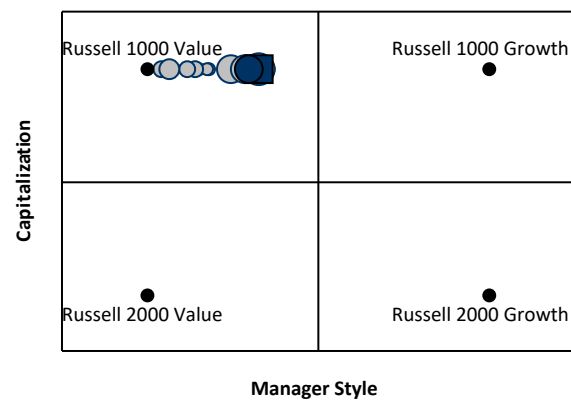 Russell 1000 Value
Russell 1000 Growth
Capitalization
Russell 2000 Value
Russell 2000 Growth
Manager Style